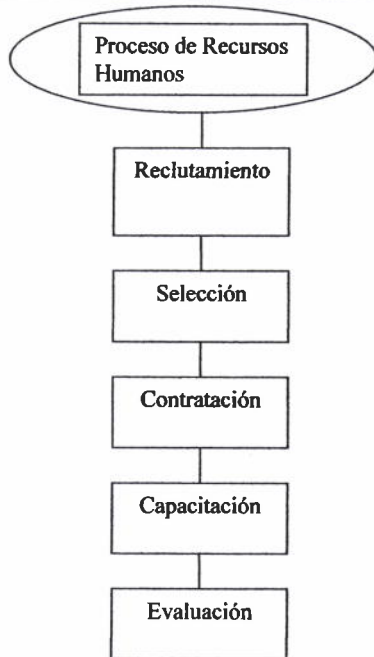 Proceso de Recursos
Humanos
Reclutamiento
Selección
Contratación
Capacitación
Evaluación